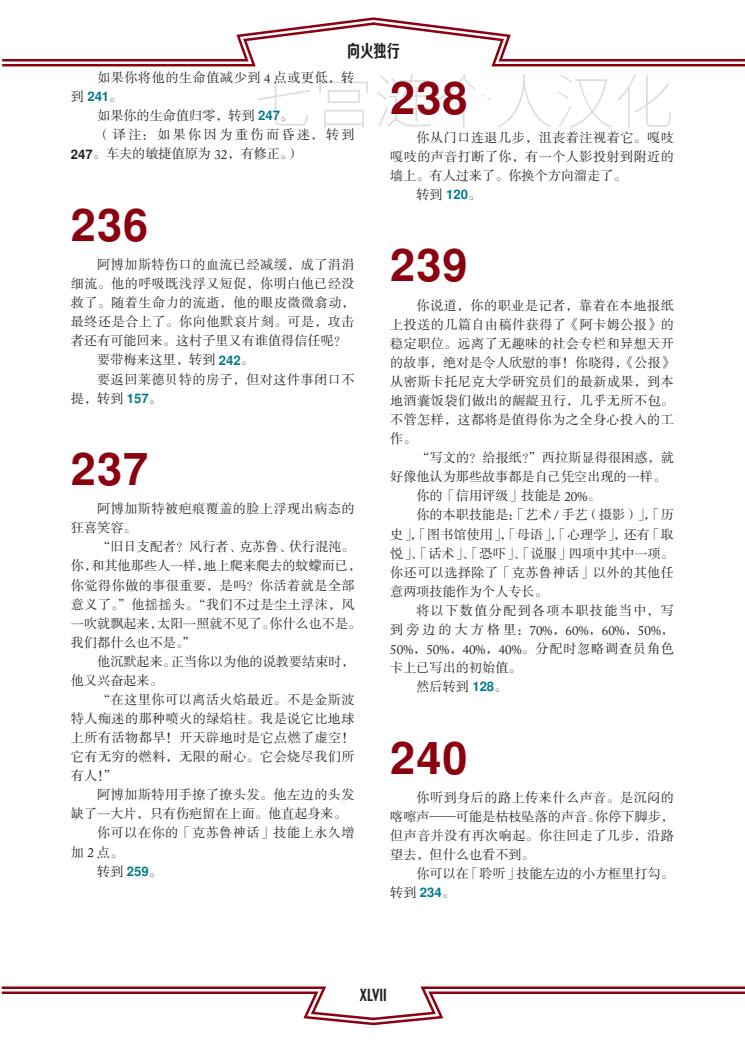 向火独行
七宫涟个人汉化
如果你将他的生命值减少到 4 点或更低，转
到 241。
如果你的生命值归零，转到 247。
（译注：如果你因为重伤而昏迷，转到
247。车夫的敏捷值原为 32，有修正。）
236
阿博加斯特伤口的血流已经减缓，成了涓涓
细流。他的呼吸既浅浮又短促，你明白他已经没
救了。随着生命力的流逝，他的眼皮微微翕动，
最终还是合上了。你向他默哀片刻。可是，攻击
者还有可能回来。这村子里又有谁值得信任呢？
要带梅来这里，转到 242。
要返回莱德贝特的房子，但对这件事闭口不
提，转到 157。
237
阿博加斯特被疤痕覆盖的脸上浮现出病态的
狂喜笑容。
“旧日支配者？风行者、克苏鲁、伏行混沌。
你，和其他那些人一样，地上爬来爬去的蚊蠓而已，
你觉得你做的事很重要，是吗？你活着就是全部
意义了。”他摇摇头。“我们不过是尘土浮沫，风
一吹就飘起来，太阳一照就不见了。你什么也不是。
我们都什么也不是。”
他沉默起来。正当你以为他的说教要结束时，
他又兴奋起来。
“在这里你可以离活火焰最近。不是金斯波
特人痴迷的那种喷火的绿焰柱。我是说它比地球
上所有活物都早！开天辟地时是它点燃了虚空！
它有无穷的燃料，无限的耐心。它会烧尽我们所
有人！”
阿博加斯特用手撩了撩头发。他左边的头发
缺了一大片，只有伤疤留在上面。他直起身来。
你可以在你的「克苏鲁神话」技能上永久增
加 2 点。
转到 259。
238
你从门口连退几步，沮丧着注视着它。嘎吱
嘎吱的声音打断了你，有一个人影投射到附近的
墙上。有人过来了。你换个方向溜走了。
转到 120。
239
你说道，你的职业是记者，靠着在本地报纸
上投送的几篇自由稿件获得了《阿卡姆公报》的
稳定职位。远离了无趣味的社会专栏和异想天开
的故事，绝对是令人欣慰的事！你晓得，《公报》
从密斯卡托尼克大学研究员们的最新成果，到本
地酒囊饭袋们做出的龌龊丑行，几乎无所不包。
不管怎样，这都将是值得你为之全身心投入的工
作。
“写文的？给报纸？”西拉斯显得很困惑，就
好像他认为那些故事都是自己凭空出现的一样。
你的「信用评级」技能是 20%。
你的本职技能是：「艺术 / 手艺（摄影）」，「历
史」，「图书馆使用」，「母语」，「心理学」，还有「取
悦」、「话术」、「恐吓」、「说服」四项中其中一项。
你还可以选择除了「克苏鲁神话」以外的其他任
意两项技能作为个人专长。
将以下数值分配到各项本职技能当中，写
到旁边的大方格里：70%，60%，60%，50%，
50%，50%，40%，40%。分配时忽略调查员角色
卡上已写出的初始值。
然后转到 128。
240
你听到身后的路上传来什么声音。是沉闷的
喀嚓声——可能是枯枝坠落的声音。你停下脚步，
但声音并没有再次响起。你往回走了几步，沿路
望去，但什么也看不到。
你可以在「聆听」技能左边的小方框里打勾。
转到 234。
XLVII